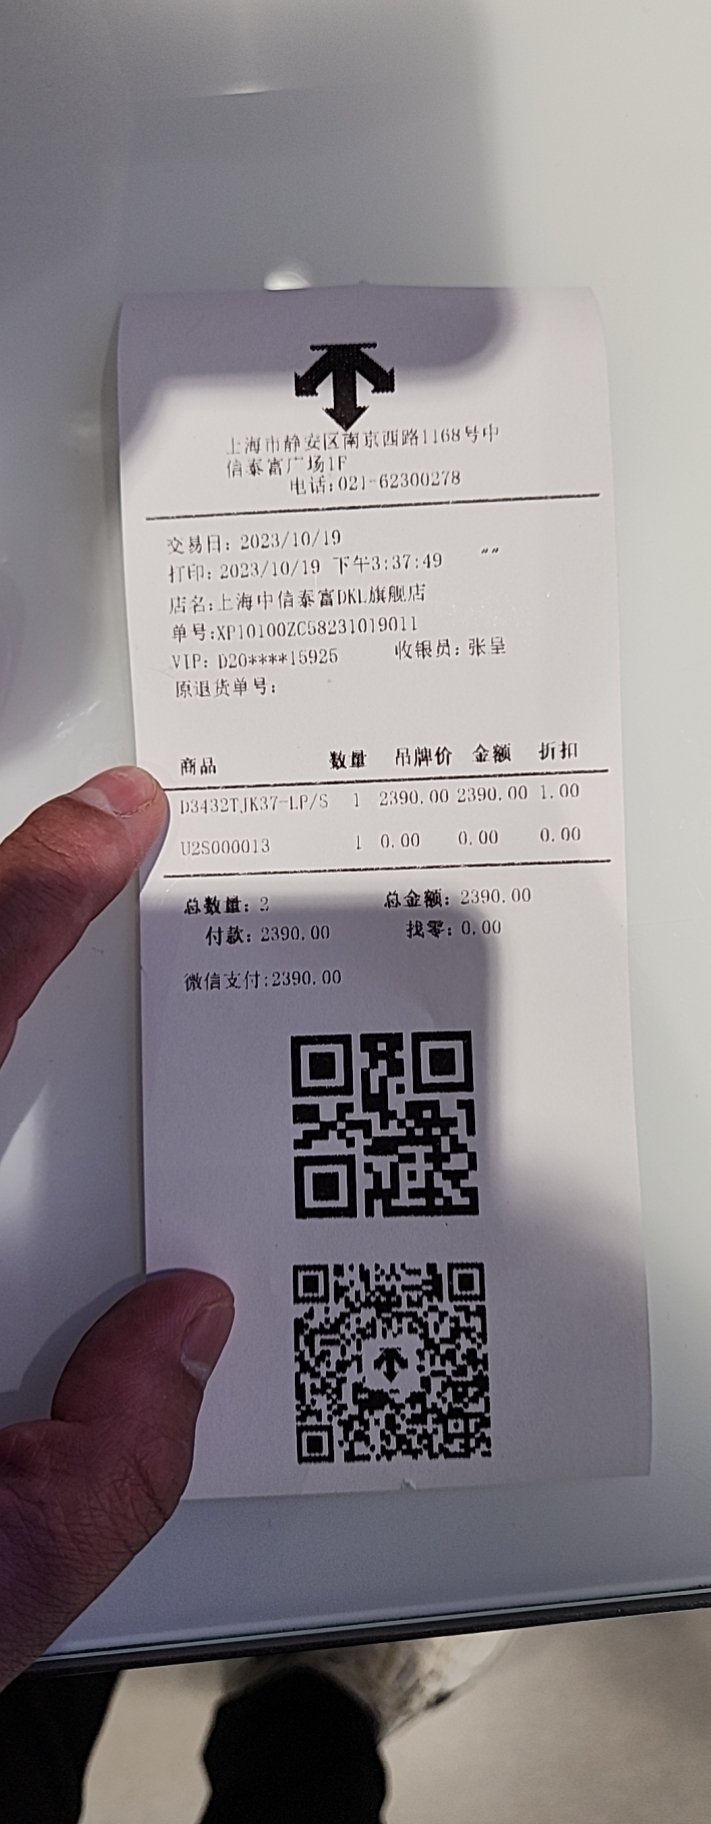 上海市静安区南京西路1168号中
信泰富广场1F
电话:021-62300278
交易日: 2023/10/19
打印: 2023/10/19 下午3:37:49 ""
店名:上海中信泰富DKL旗舰店
单号:XP10100ZC58231019011
VIP: D20****15925 收银员: 张呈
原退货单号:
商品 数量 吊牌价 金额 折扣
D3432TJK37-LP/S 1 2390.00 2390.00 1.00
U2S000013 1 0.00 0.00 0.00
总数量: 2 总金额: 2390.00
付款: 2390.00 找零: 0.00
微信支付:2390.00